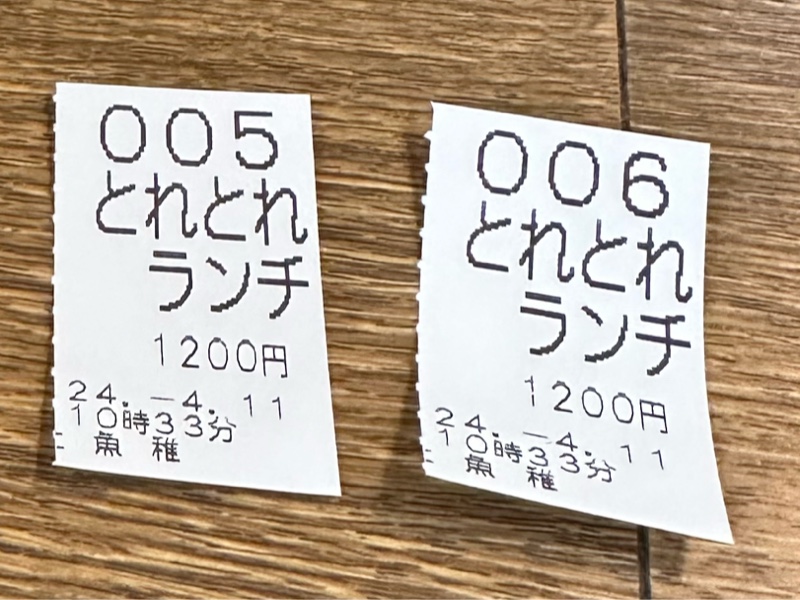 005
とれとれ
ランチ
1200円
24.-4.11
10時33分
魚 稚
006
とれとれ
ランチ
1200円
24.-4.11
10時33分
魚 稚